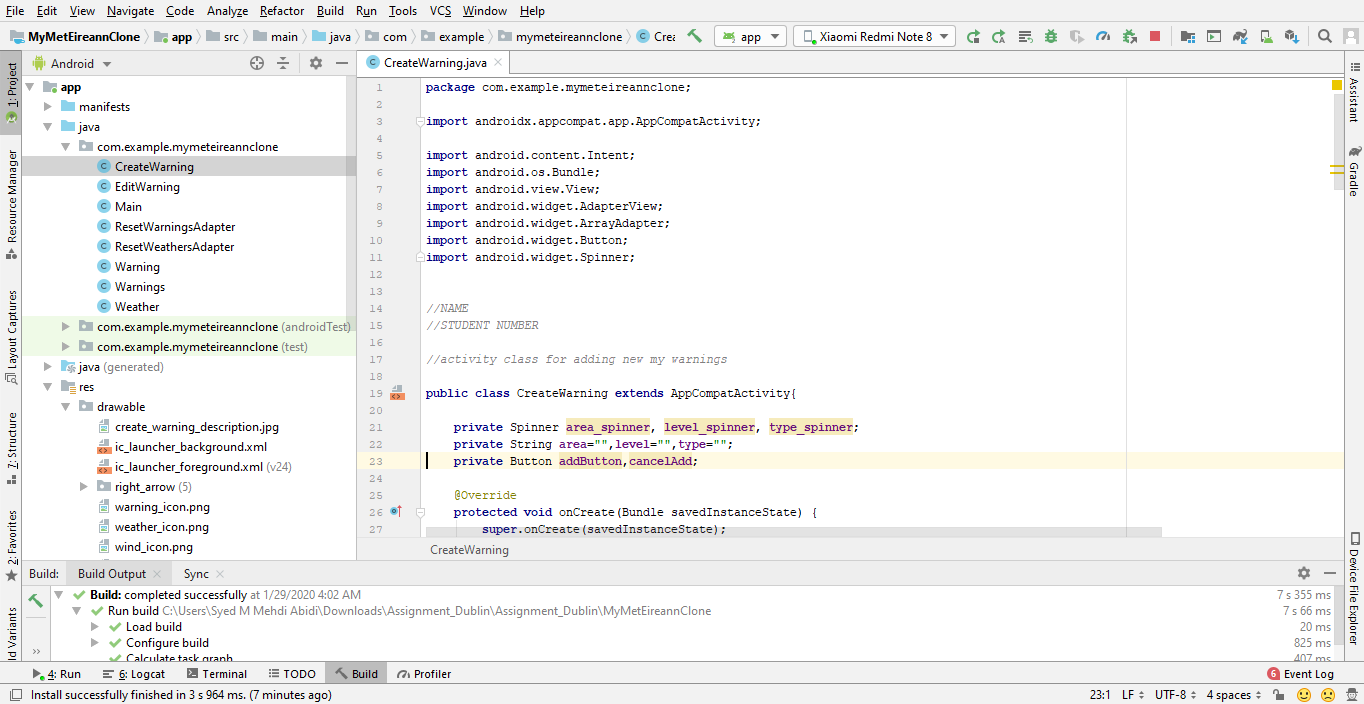 File Edit View Navigate Code Analyze Refactor Build Run Tools VCS Window Help
MyMetEireannClone app src main java com example mymeteireannclone Crea app Xiaomi Redmi Note 8
1: Project
Resource Manager
Layout Captures
7: Structure
2: Favorites
ld Variants
Android
app
manifests
java
com.example.mymeteireannclone
CreateWarning
EditWarning
Main
ResetWarningsAdapter
ResetWeathersAdapter
Warning
Warnings
Weather
com.example.mymeteireannclone (androidTest)
com.example.mymeteireannclone (test)
java (generated)
res
drawable
create_warning_description.jpg
ic_launcher_background.xml
ic_launcher_foreground.xml (v24)
right_arrow (5)
warning_icon.png
weather_icon.png
wind_icon.png
CreateWarning.java
1 package com.example.mymeteireannclone;
2
3 import androidx.appcompat.app.AppCompatActivity;
4
5 import android.content.Intent;
6 import android.os.Bundle;
7 import android.view.View;
8 import android.widget.AdapterView;
9 import android.widget.ArrayAdapter;
10 import android.widget.Button;
11 import android.widget.Spinner;
12
13
14 //NAME
15 //STUDENT NUMBER
16
17 //activity class for adding new my warnings
18
19 public class CreateWarning extends AppCompatActivity{
20
21 private Spinner area_spinner, level_spinner, type_spinner;
22 private String area="",level="",type="";
23 private Button addButton,cancelAdd;
24
25 @Override
26 protected void onCreate(Bundle savedInstanceState) {
27 super.onCreate(savedInstanceState);
CreateWarning
Assistant
Gradle
Device File Explorer
Build: Build Output Sync
Build: completed successfully at 1/29/2020 4:02 AM 7 s 355 ms
Run build C:\Users\Syed M Mehdi Abidi\Downloads\Assignment_Dublin\Assignment_Dublin\MyMetEireannClone 7 s 66 ms
Load build 20 ms
Configure build 825 ms
Calculate task graph 407 ms
4: Run 6: Logcat Terminal TODO Build Profiler 6 Event Log
Install successfully finished in 3 s 964 ms. (7 minutes ago) 23:1 LF UTF-8 4 spaces